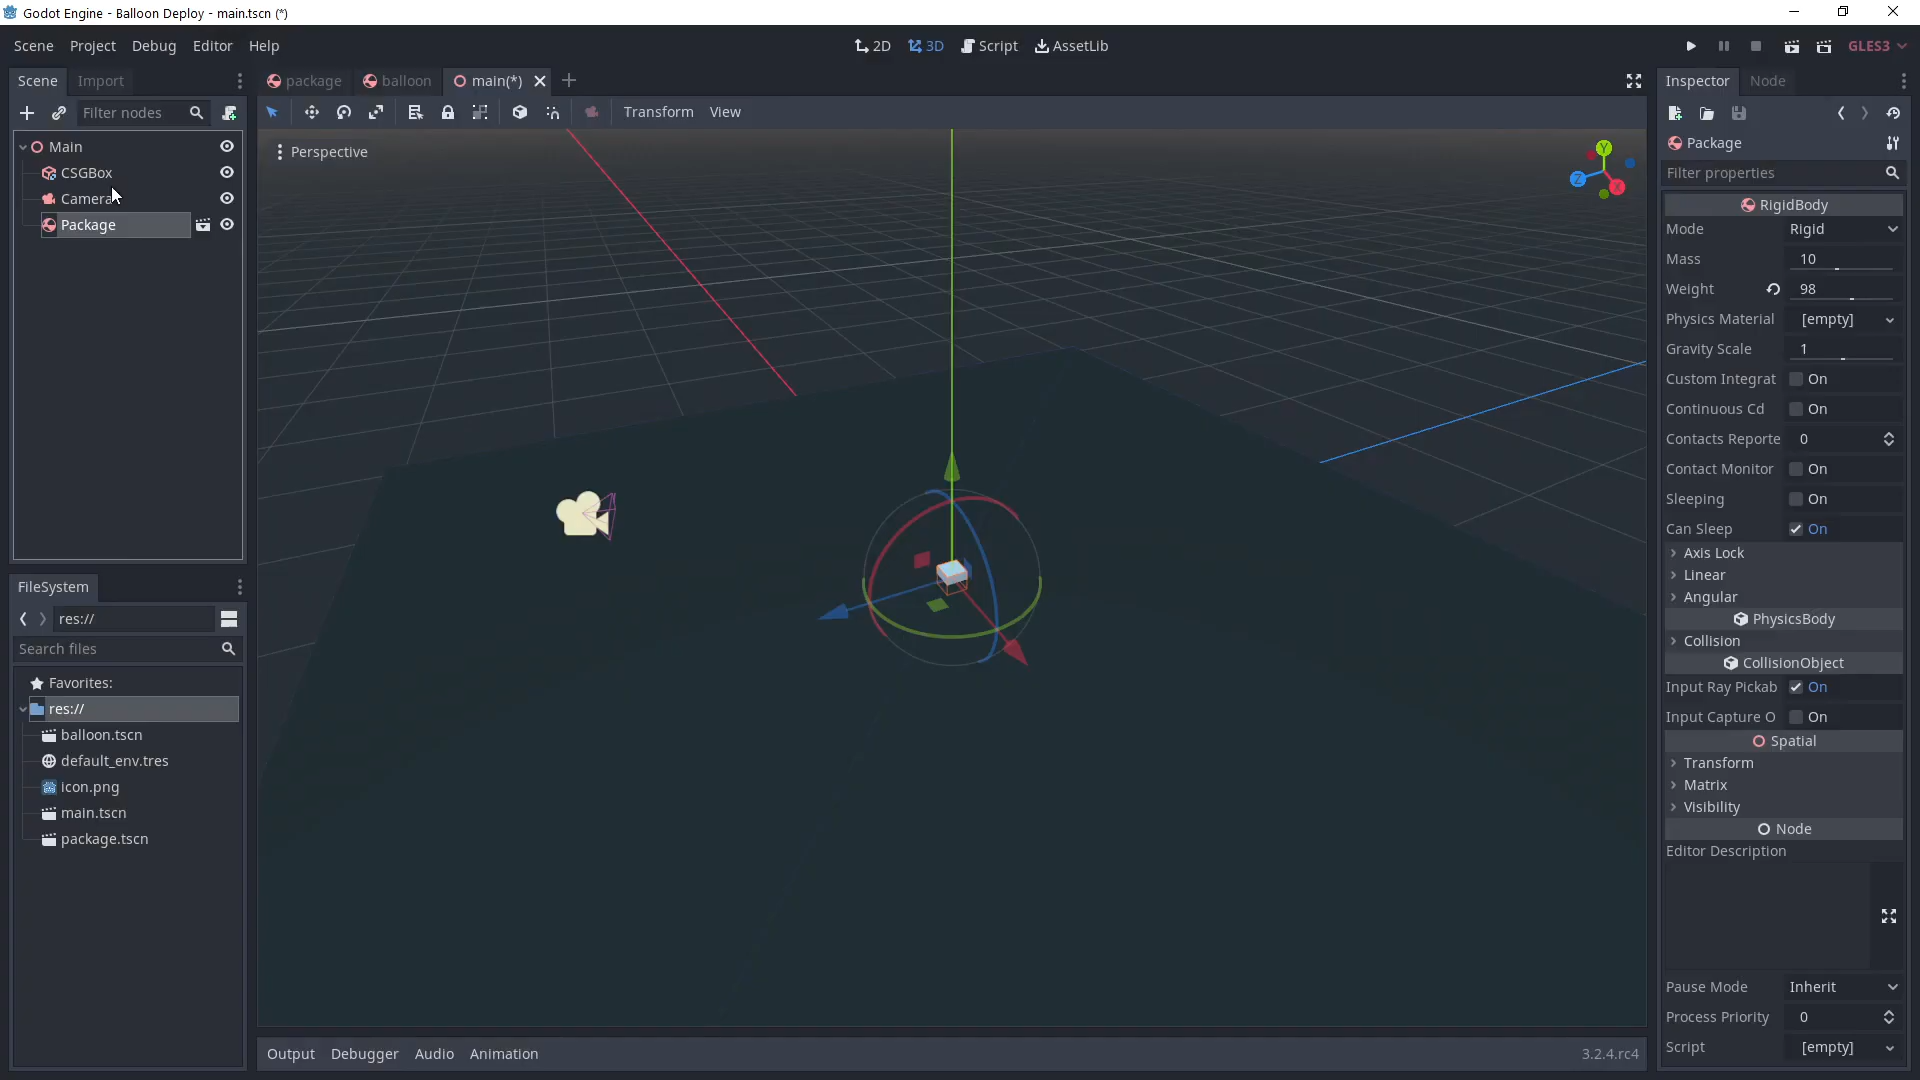 Godot Engine - Balloon Deploy - main.tscn (*)
Scene Project Debug Editor Help
2D 3D Script AssetLib
GLES3
Scene Import
package balloon main(*)
Inspector Node
Filter nodes
Transform View
Main
CSGBox
Camera
Package
Perspective
Y
Z
X
FileSystem
res://
Search files
Favorites:
res://
balloon.tscn
default_env.tres
icon.png
main.tscn
package.tscn
Output Debugger Audio Animation
3.2.4.rc4
Package
Filter properties
RigidBody
Mode Rigid
Mass 10
Weight 98
Physics Material [empty]
Gravity Scale 1
Custom Integrat On
Continuous Cd On
Contacts Reporte 0
Contact Monitor On
Sleeping On
Can Sleep On
Axis Lock
Linear
Angular
PhysicsBody
Collision
CollisionObject
Input Ray Pickab On
Input Capture O On
Spatial
Transform
Matrix
Visibility
Node
Editor Description
Pause Mode Inherit
Process Priority 0
Script [empty]